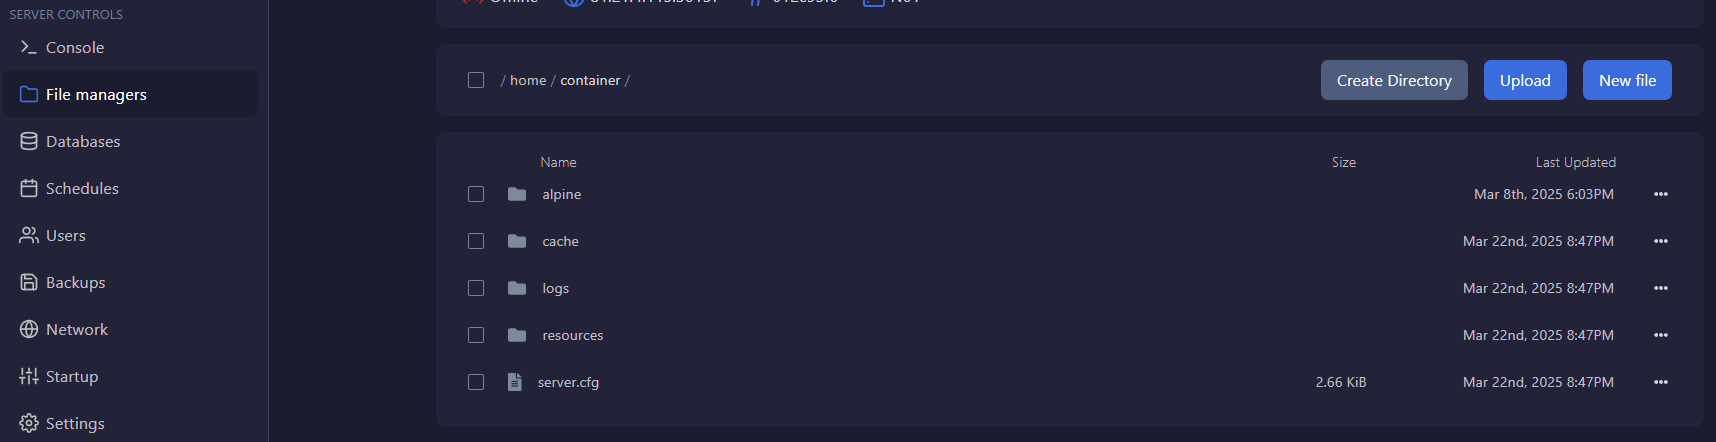 SERVER CONTROLS
Console
File managers
Databases
Schedules
Users
Backups
Network
Startup
Settings
Offline
/ home / container /
Create Directory
Upload
New file
Name Size Last Updated
alpine Mar 8th, 2025 6:03PM
cache Mar 22nd, 2025 8:47PM
logs Mar 22nd, 2025 8:47PM
resources Mar 22nd, 2025 8:47PM
server.cfg 2.66 KiB Mar 22nd, 2025 8:47PM